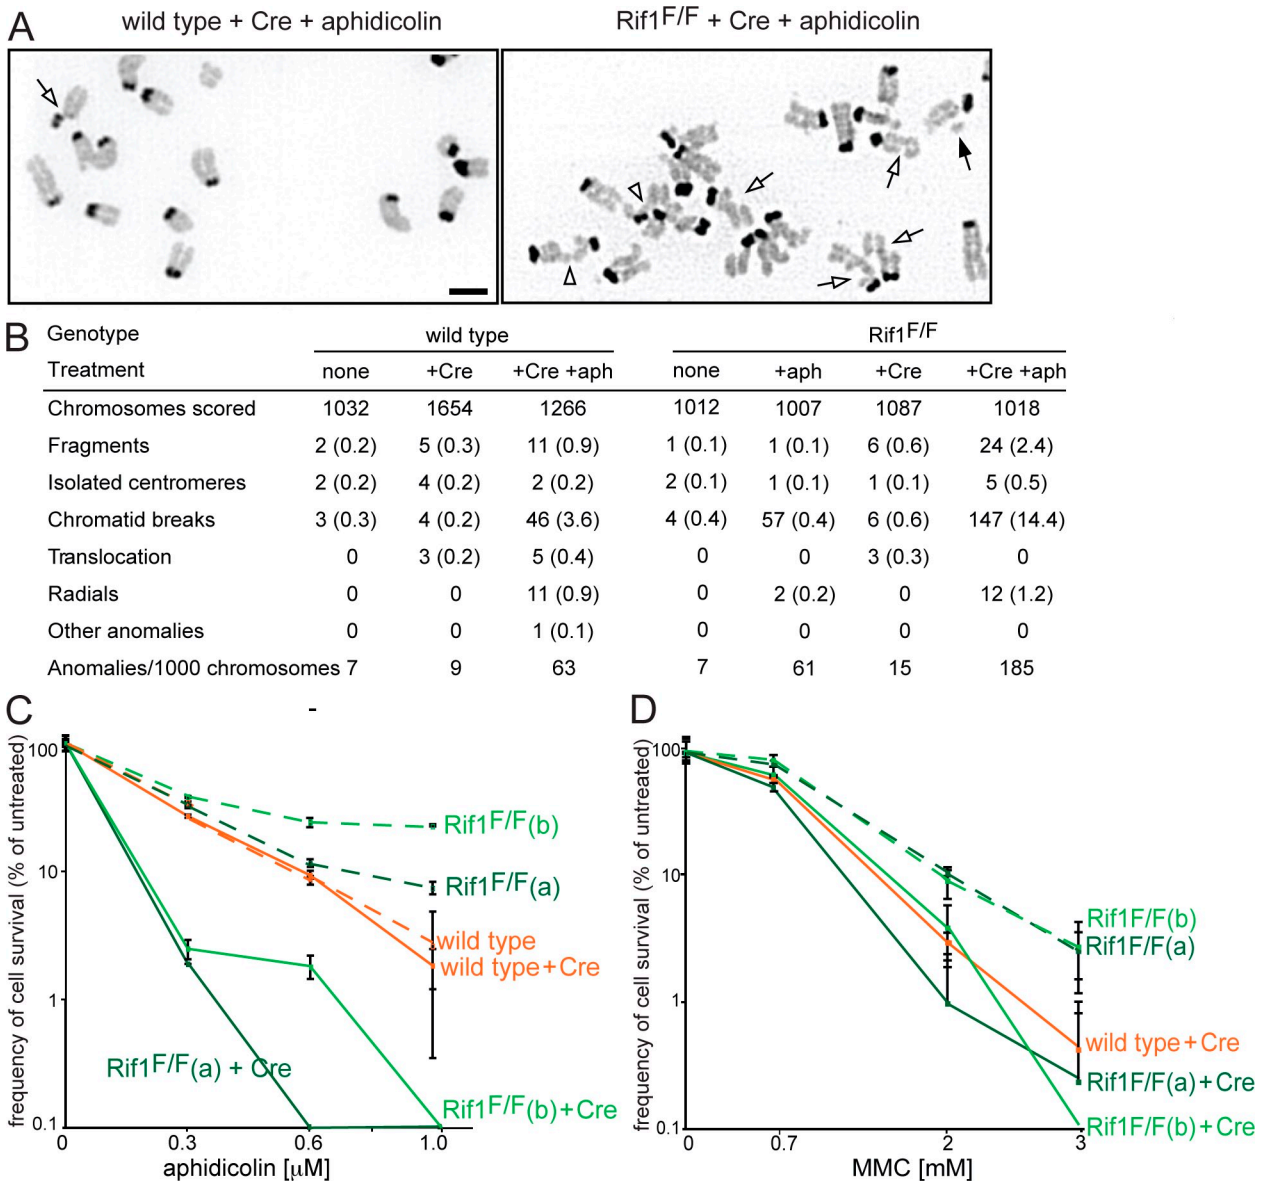 A
wild type + Cre + aphidicolin
Rif1F/F + Cre + aphidicolin
B
Genotype wild type Rif1F/F
Treatment none +Cre +Cre +aph none +aph +Cre +Cre +aph
Chromosomes scored 1032 1654 1266 1012 1007 1087 1018
Fragments 2 (0.2) 5 (0.3) 11 (0.9) 1 (0.1) 1 (0.1) 6 (0.6) 24 (2.4)
Isolated centromeres 2 (0.2) 4 (0.2) 2 (0.2) 2 (0.1) 1 (0.1) 1 (0.1) 5 (0.5)
Chromatid breaks 3 (0.3) 4 (0.2) 46 (3.6) 4 (0.4) 57 (0.4) 6 (0.6) 147 (14.4)
Translocation 0 3 (0.2) 5 (0.4) 0 0 3 (0.3) 0
Radials 0 0 11 (0.9) 0 2 (0.2) 0 12 (1.2)
Other anomalies 0 0 1 (0.1) 0 0 0 0
Anomalies/1000 chromosomes 7 9 63 7 61 15 185
C
-
frequency of cell survival (% of untreated)
100
10
1
0.1
0 0.3 0.6 1.0
aphidicolin [µM]
Rif1F/F(b)
Rif1F/F(a)
wild type
wild type + Cre
Rif1F/F(a) + Cre
Rif1F/F(b) + Cre
D
frequency of cell survival (% of untreated)
100
10
1
0.1
0 0.7 2 3
MMC [mM]
Rif1F/F(b)
Rif1F/F(a)
wild type + Cre
Rif1F/F(a) + Cre
Rif1F/F(b) + Cre